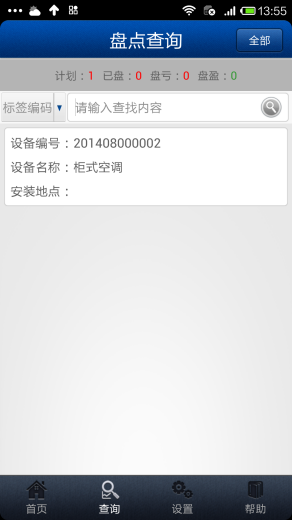 13:55
盘点查询
全部
计划：1 已盘：0 盘亏：0 盘盈：0
标签编码 请输入查找内容
设备编号：201408000002
设备名称：柜式空调
安装地点：
首页 查询 设置 帮助